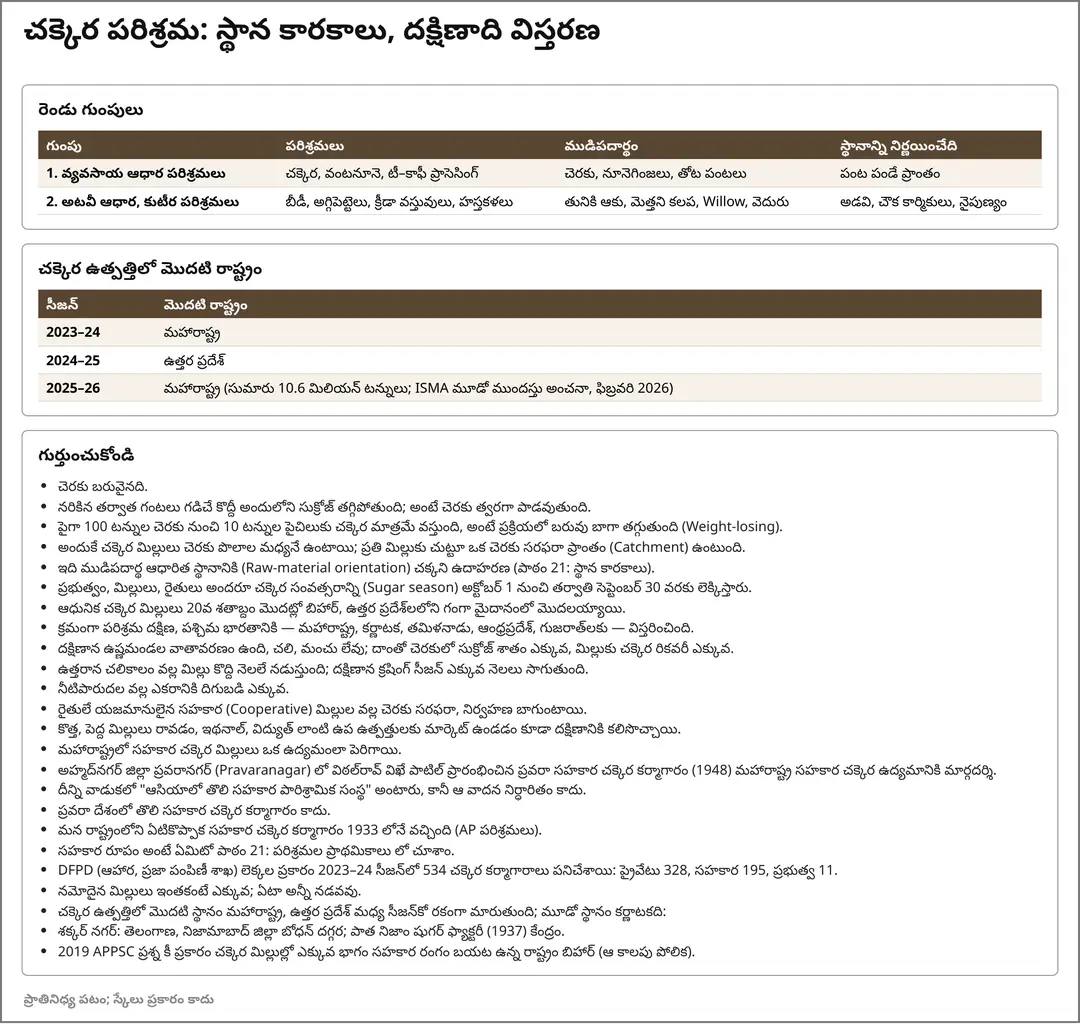 చక్కెర పరిశ్రమ: స్థాన కారకాలు, దక్షిణాది విస్తరణ
రెండు గుంపులు
గుంపు పరిశ్రమలు ముడిపదార్థం స్థానాన్ని నిర్ణయించేది
1. వ్యవసాయ ఆధార పరిశ్రమలు చక్కెర, వంటనూనె, టీ–కాఫీ ప్రాసెసింగ్ చెరకు, నూనెగింజలు, తోట పంటలు పంట పండే ప్రాంతం
2. అటవీ ఆధార, కుటీర పరిశ్రమలు బీడీ, అగ్గిపెట్టెలు, క్రీడా వస్తువులు, హస్తకళలు తునికి ఆకు, మెత్తని కలప, Willow, వెదురు అడవి, చౌక కార్మికులు, నైపుణ్యం
చక్కెర ఉత్పత్తిలో మొదటి రాష్ట్రం
సీజన్ మొదటి రాష్ట్రం
2023–24 మహారాష్ట్ర
2024–25 ఉత్తర ప్రదేశ్
2025–26 మహారాష్ట్ర (సుమారు 10.6 మిలియన్ టన్నులు; ISMA మూడో ముందస్తు అంచనా, ఫిబ్రవరి 2026)
గుర్తుంచుకోండి
• చెరకు బరువైనది.
• నరికిన తర్వాత గంటలు గడిచే కొద్దీ అందులోని సుక్రోజ్ తగ్గిపోతుంది; అంటే చెరకు త్వరగా పాడవుతుంది.
• పైగా 100 టన్నుల చెరకు నుంచి 10 టన్నుల పైచిలుకు చక్కెర మాత్రమే వస్తుంది, అంటే ప్రక్రియలో బరువు బాగా తగ్గుతుంది (Weight-losing).
• అందుకే చక్కెర మిల్లులు చెరకు పొలాల మధ్యనే ఉంటాయి; ప్రతి మిల్లుకు చుట్టూ ఒక చెరకు సరఫరా ప్రాంతం (Catchment) ఉంటుంది.
• ఇది ముడిపదార్థ ఆధారిత స్థానానికి (Raw-material orientation) చక్కని ఉదాహరణ (పాఠం 21: స్థాన కారకాలు).
• ప్రభుత్వం, మిల్లులు, రైతులు అందరూ చక్కెర సంవత్సరాన్ని (Sugar season) అక్టోబర్ 1 నుంచి తర్వాతి సెప్టెంబర్ 30 వరకు లెక్కిస్తారు.
• ఆధునిక చక్కెర మిల్లులు 20వ శతాబ్దం మొదట్లో బిహార్, ఉత్తర ప్రదేశ్‌లలోని గంగా మైదానంలో మొదలయ్యాయి.
• క్రమంగా పరిశ్రమ దక్షిణ, పశ్చిమ భారతానికి — మహారాష్ట్ర, కర్ణాటక, తమిళనాడు, ఆంధ్రప్రదేశ్, గుజరాత్‌లకు — విస్తరించింది.
• దక్షిణాన ఉష్ణమండల వాతావరణం ఉంది, చలి, మంచు లేవు; దాంతో చెరకులో సుక్రోజ్ శాతం ఎక్కువ, మిల్లుకు చక్కెర రికవరీ ఎక్కువ.
• ఉత్తరాన చలికాలం వల్ల మిల్లు కొద్ది నెలలే నడుస్తుంది; దక్షిణాన క్రషింగ్ సీజన్ ఎక్కువ నెలలు సాగుతుంది.
• నీటిపారుదల వల్ల ఎకరానికి దిగుబడి ఎక్కువ.
• రైతులే యజమానులైన సహకార (Cooperative) మిల్లుల వల్ల చెరకు సరఫరా, నిర్వహణ బాగుంటాయి.
• కొత్త, పెద్ద మిల్లులు రావడం, ఇథనాల్, విద్యుత్ లాంటి ఉప ఉత్పత్తులకు మార్కెట్ ఉండడం కూడా దక్షిణానికి కలిసొచ్చాయి.
• మహారాష్ట్రలో సహకార చక్కెర మిల్లులు ఒక ఉద్యమంలా పెరిగాయి.
• అహ్మద్‌నగర్ జిల్లా ప్రవరానగర్ (Pravaranagar) లో విఠల్‌రావ్ విఖే పాటిల్ ప్రారంభించిన ప్రవరా సహకార చక్కెర కర్మాగారం (1948) మహారాష్ట్ర సహకార చక్కెర ఉద్యమానికి మార్గదర్శి.
• దీన్ని వాడుకలో "ఆసియాలో తొలి సహకార పారిశ్రామిక సంస్థ" అంటారు, కానీ ఆ వాదన నిర్ధారితం కాదు.
• ప్రవరా దేశంలో తొలి సహకార చక్కెర కర్మాగారం కాదు.
• మన రాష్ట్రంలోని ఏటికొప్పాక సహకార చక్కెర కర్మాగారం 1933 లోనే వచ్చింది (AP పరిశ్రమలు).
• సహకార రూపం అంటే ఏమిటో పాఠం 21: పరిశ్రమల ప్రాథమికాలు లో చూశాం.
• DFPD (ఆహార, ప్రజా పంపిణీ శాఖ) లెక్కల ప్రకారం 2023–24 సీజన్‌లో 534 చక్కెర కర్మాగారాలు పనిచేశాయి: ప్రైవేటు 328, సహకార 195, ప్రభుత్వ 11.
• నమోదైన మిల్లులు ఇంతకంటే ఎక్కువ; ఏటా అన్నీ నడవవు.
• చక్కెర ఉత్పత్తిలో మొదటి స్థానం మహారాష్ట్ర, ఉత్తర ప్రదేశ్ మధ్య సీజన్‌కో రకంగా మారుతుంది; మూడో స్థానం కర్ణాటకది:
• శక్కర్ నగర్: తెలంగాణ, నిజామాబాద్ జిల్లా బోధన్ దగ్గర; పాత నిజాం షుగర్ ఫ్యాక్టరీ (1937) కేంద్రం.
• 2019 APPSC ప్రశ్న కీ ప్రకారం చక్కెర మిల్లుల్లో ఎక్కువ భాగం సహకార రంగం బయట ఉన్న రాష్ట్రం బిహార్ (ఆ కాలపు పోలిక).
ప్రాతినిధ్య పటం; స్కేలు ప్రకారం కాదు